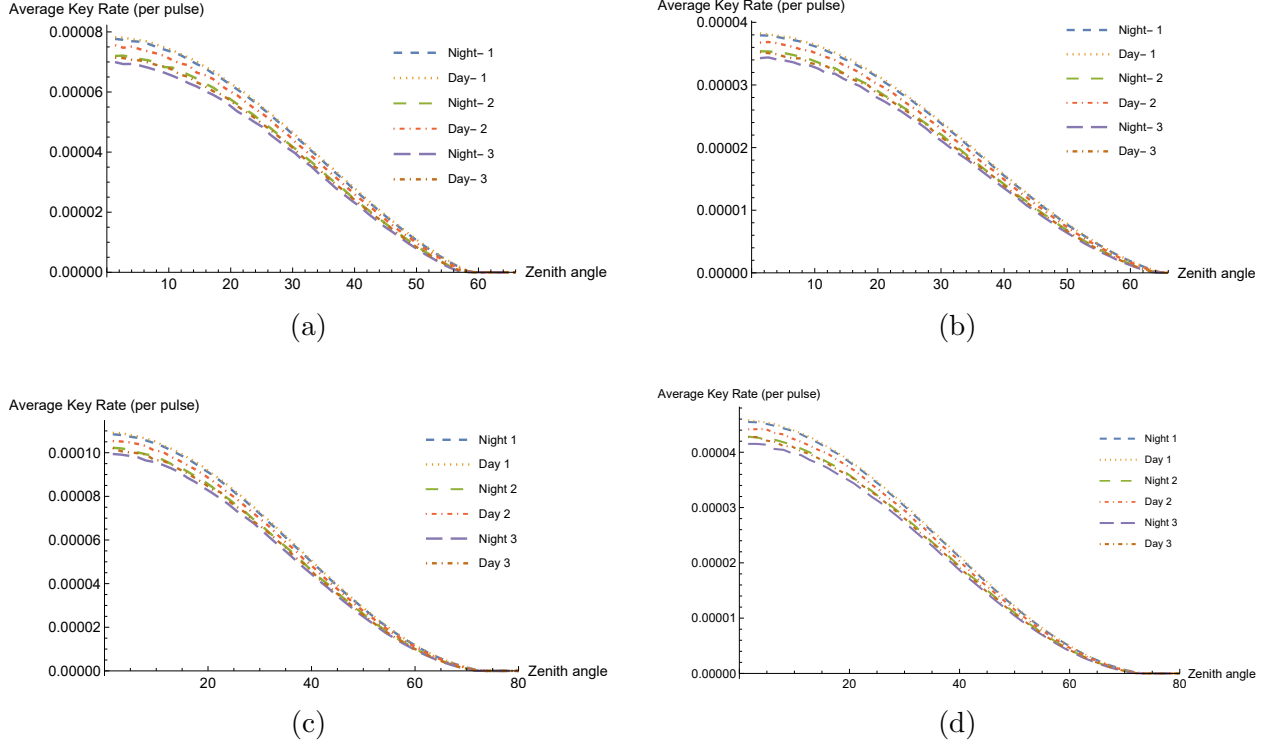 Average Key Rate (per pulse)
0.00008
0.00006
0.00004
0.00002
0.00000
10 20 30 40 50 60
Zenith angle
Night– 1
Day– 1
Night– 2
Day– 2
Night– 3
Day– 3
(a)
Average Key Rate (per pulse)
0.00004
0.00003
0.00002
0.00001
0.00000
10 20 30 40 50 60
Zenith angle
Night– 1
Day– 1
Night– 2
Day– 2
Night– 3
Day– 3
(b)
Average Key Rate (per pulse)
0.00010
0.00008
0.00006
0.00004
0.00002
0.00000
20 40 60 80
Zenith angle
Night 1
Day 1
Night 2
Day 2
Night 3
Day 3
(c)
Average Key Rate (per pulse)
0.00004
0.00003
0.00002
0.00001
0.00000
20 40 60 80
Zenith angle
Night 1
Day 1
Night 2
Day 2
Night 3
Day 3
(d)